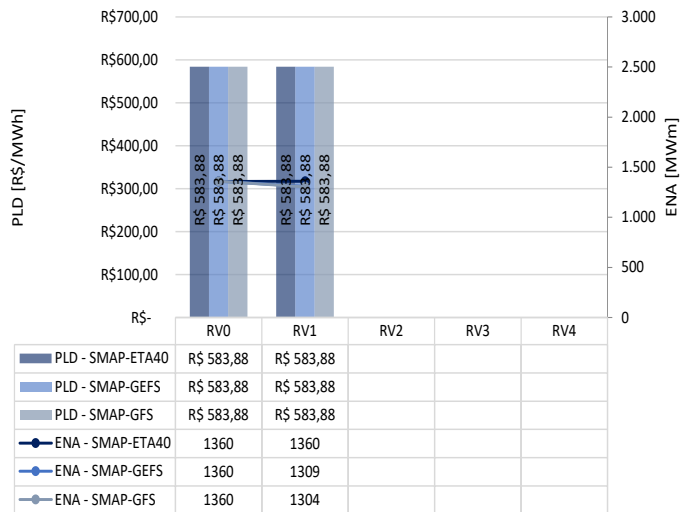 R$700,00
R$600,00
R$500,00
R$400,00
R$300,00
R$200,00
R$100,00
R$-
PLD [R$/MWh]
R$ 583,88
R$ 583,88
R$ 583,88
R$ 583,88
R$ 583,88
R$ 583,88
3.000
2.500
2.000
1.500
1.000
500
0
ENA [MWm]
RV0 RV1 RV2 RV3 RV4
PLD - SMAP-ETA40 R$ 583,88 R$ 583,88
PLD - SMAP-GEFS R$ 583,88 R$ 583,88
PLD - SMAP-GFS R$ 583,88 R$ 583,88
ENA - SMAP-ETA40 1360 1360
ENA - SMAP-GEFS 1360 1309
ENA - SMAP-GFS 1360 1304